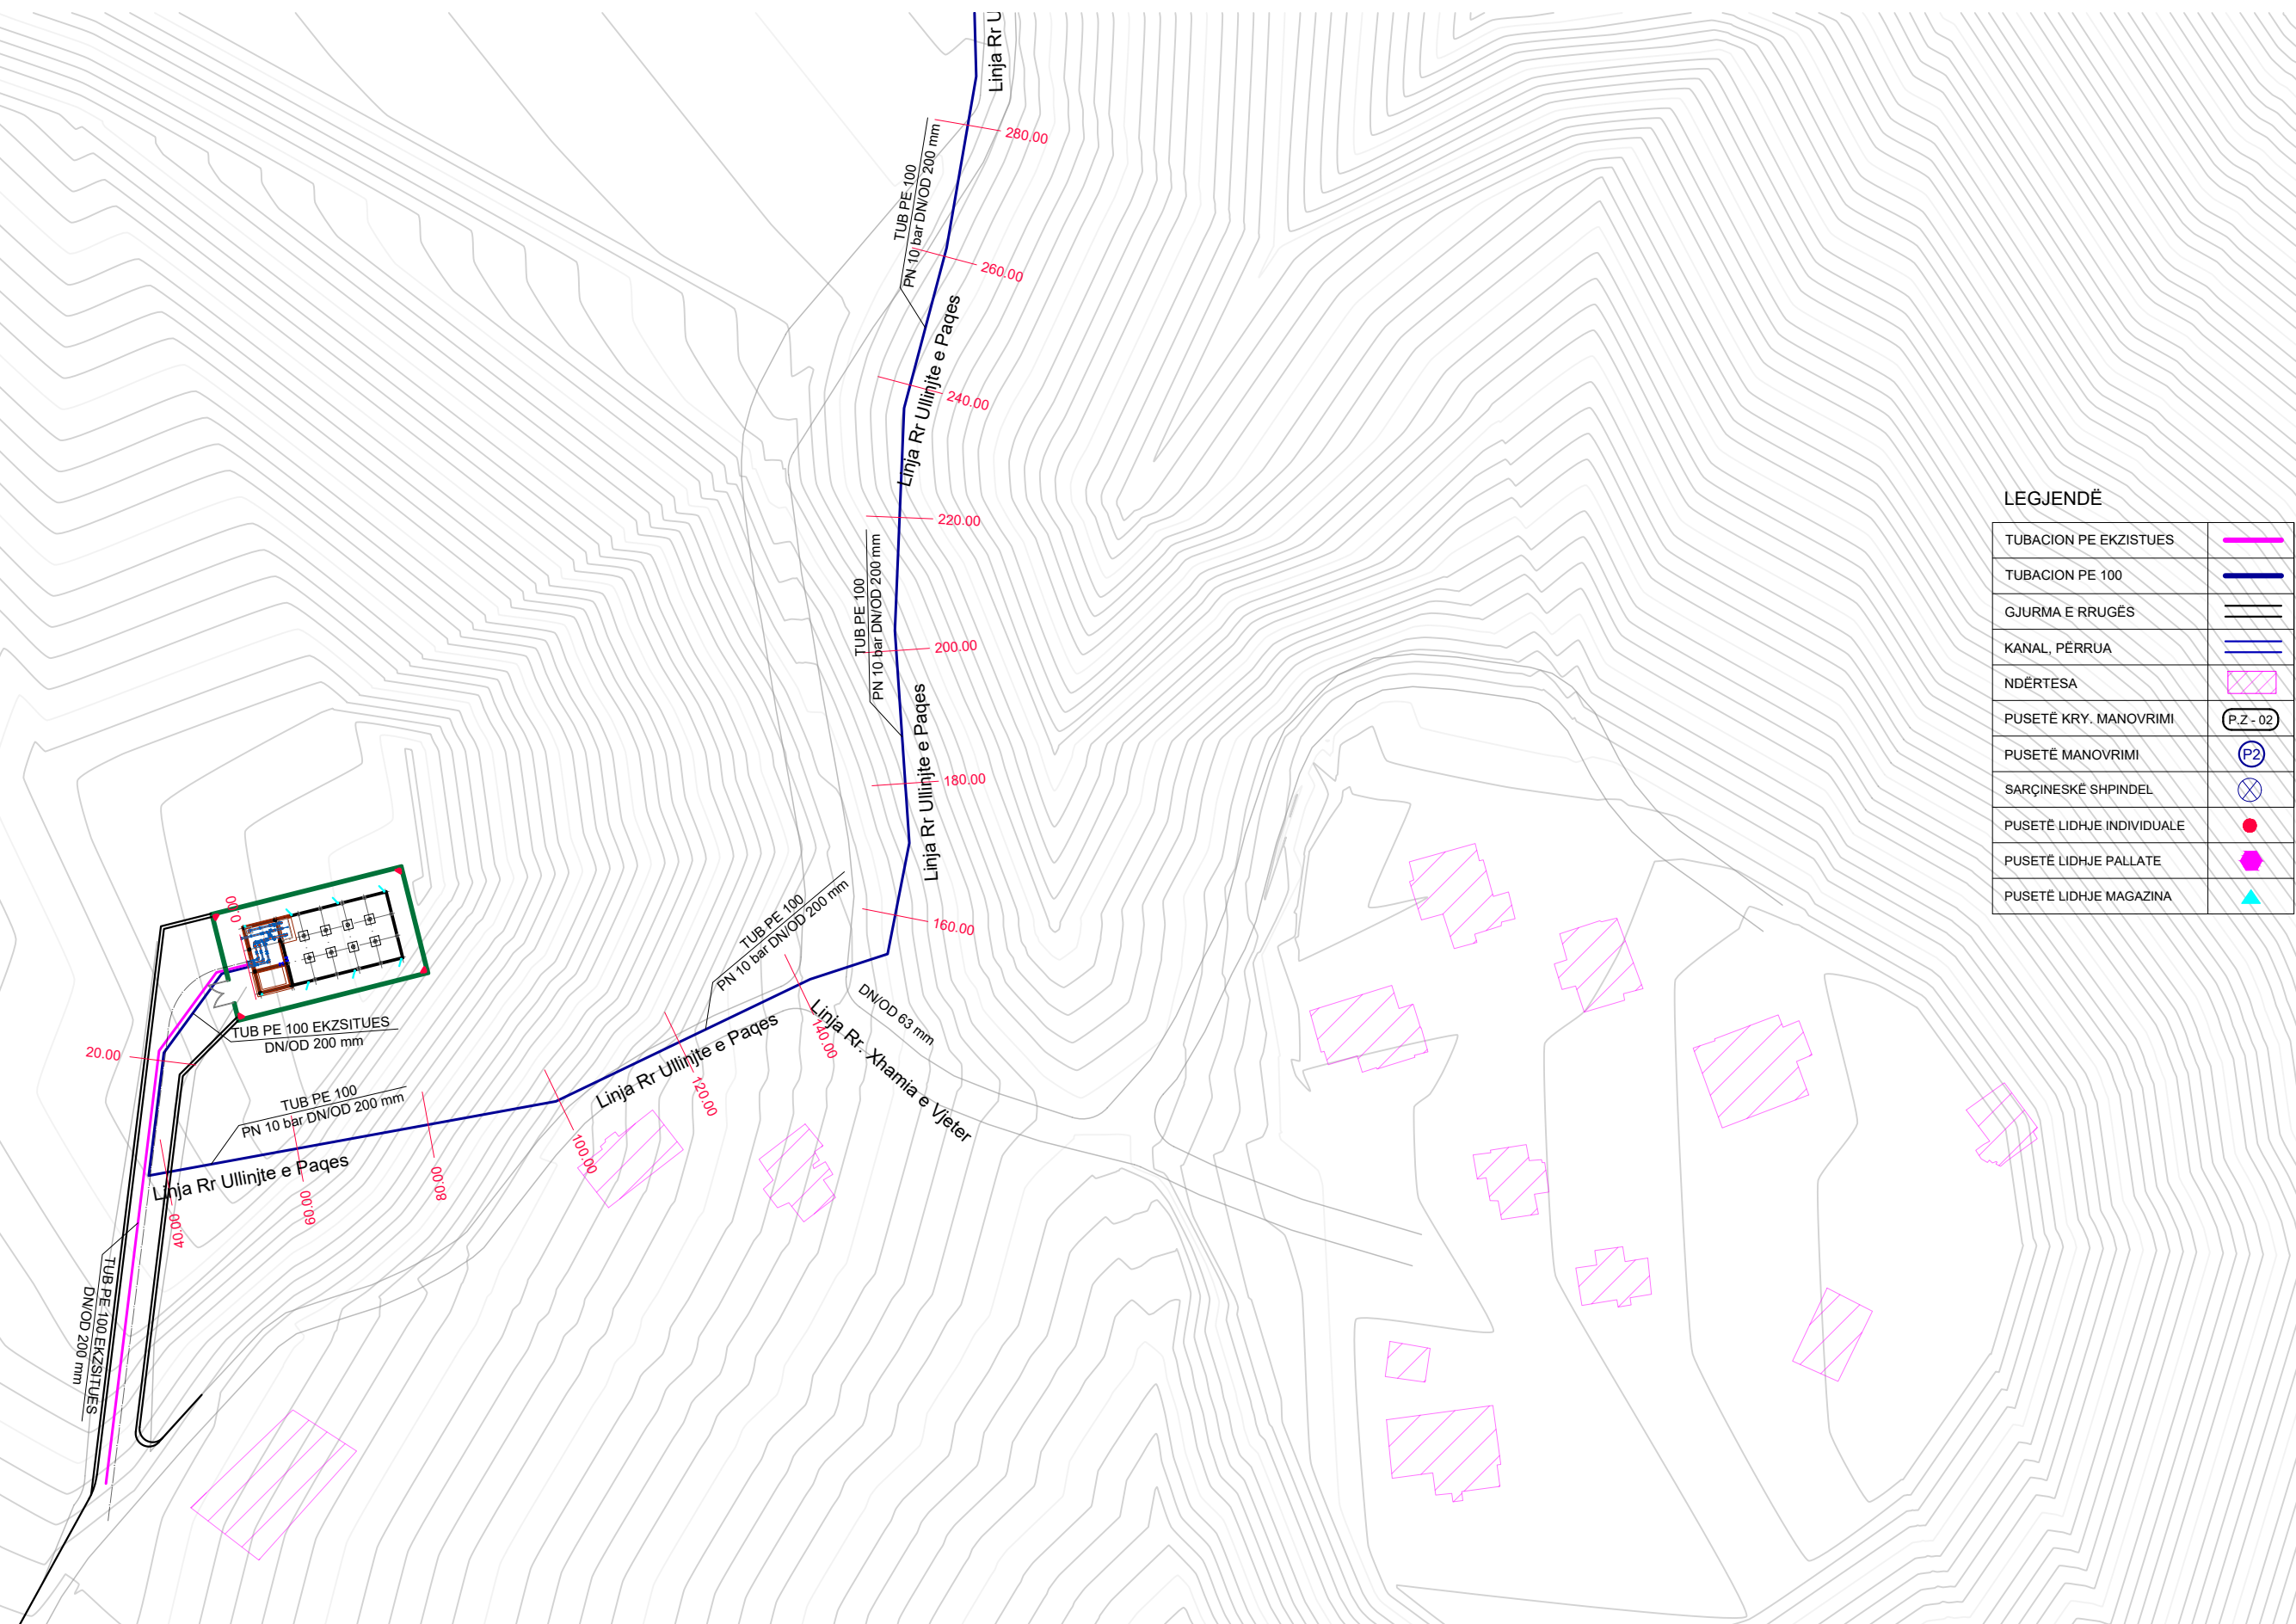 Linja Rr U
280.00
TUB PE 100
PN 10 bar DN/OD 200 mm
260.00
Linja Rr Ullinjte e Paqes
240.00
220.00
TUB PE 100
PN 10 bar DN/OD 200 mm
200.00
Linja Rr Ullinjte e Paqes
180.00
160.00
TUB PE 100
PN 10 bar DN/OD 200 mm
DN/OD 63 mm
Linja Rr. Xhamia e Vjeter
140.00
Linja Rr Ullinjte e Paqes
120.00
100.00
80.00
60.00
40.00
TUB PE 100
PN 10 bar DN/OD 200 mm
Linja Rr Ullinjte e Paqes
0.00
TUB PE 100 EKZSITUES
DN/OD 200 mm
20.00
TUB PE 100 EKZSITUES
DN/OD 200 mm
LEGJENDË
TUBACION PE EKZISTUES
TUBACION PE 100
GJURMA E RRUGËS
KANAL, PËRRUA
NDËRTESA
PUSETË KRY. MANOVRIMI P.Z - 02
PUSETË MANOVRIMI P2
SARÇINESKË SHPINDEL
PUSETË LIDHJE INDIVIDUALE
PUSETË LIDHJE PALLATE
PUSETË LIDHJE MAGAZINA